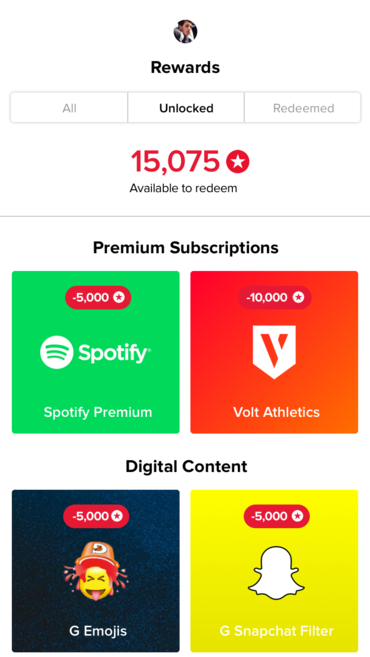 Rewards
All
Unlocked
Redeemed
15,075
Available to redeem
Premium Subscriptions
-5,000
Spotify
Spotify Premium
-10,000
V
Volt Athletics
Digital Content
-5,000
G Emojis
-5,000
G Snapchat Filter